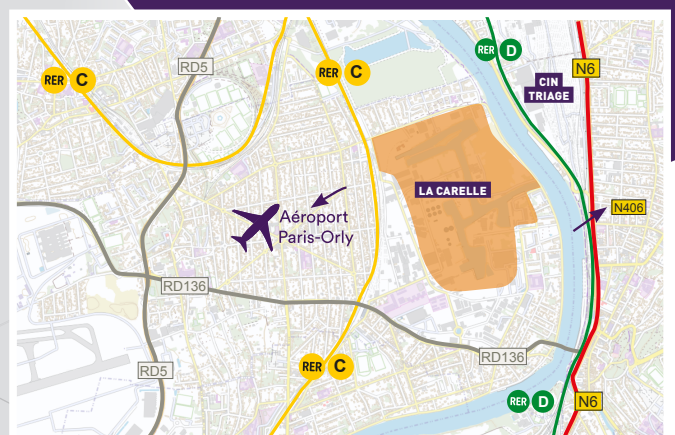 RER D
RD5
N6
RER C
RER C
CIN
TRIAGE
LA CARELLE
N406
Aéroport
Paris-Orly
RD136
RD136
RER C
RD5
RER D
N6